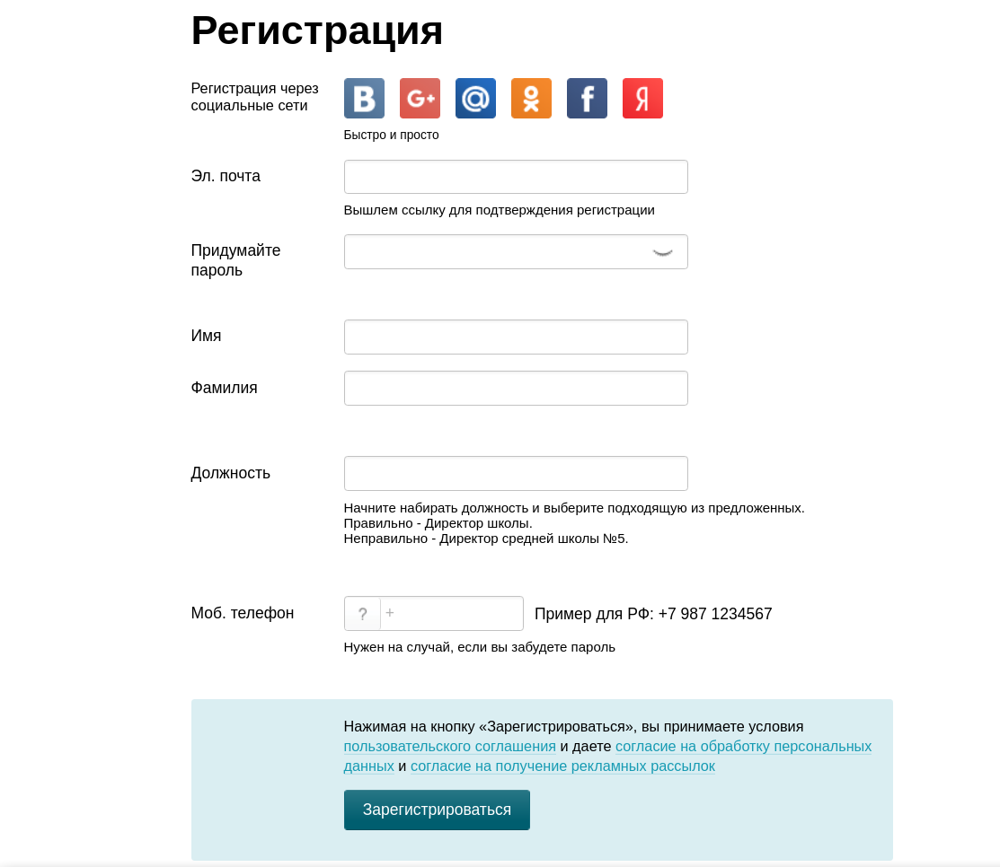 Регистрация
Регистрация через
социальные сети
B G+ @ f Я
Быстро и просто
Эл. почта
Вышлем ссылку для подтверждения регистрации
Придумайте
пароль
Имя
Фамилия
Должность
Начните набирать должность и выберите подходящую из предложенных.
Правильно - Директор школы.
Неправильно - Директор средней школы №5.
Моб. телефон
? + Пример для РФ: +7 987 1234567
Нужен на случай, если вы забудете пароль
Нажимая на кнопку «Зарегистрироваться», вы принимаете условия
пользовательского соглашения и даете согласие на обработку персональных
данных и согласие на получение рекламных рассылок
Зарегистрироваться